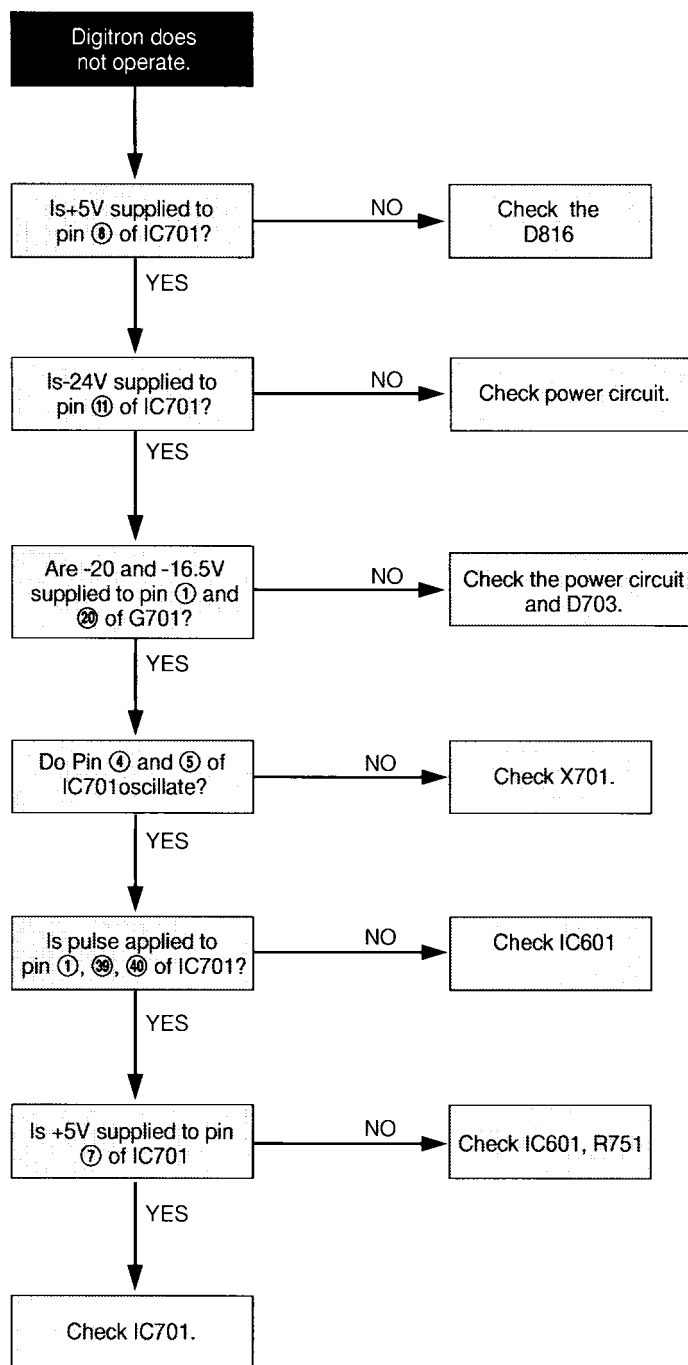 Digitron does
not operate.
Is+5V supplied to
pin ⑧ of IC701?
NO
Check the
D816
YES
Is-24V supplied to
pin ⑪ of IC701?
NO
Check power circuit.
YES
Are -20 and -16.5V
supplied to pin ① and
⑳ of G701?
NO
Check the power circuit
and D703.
YES
Do Pin ④ and ⑤ of
IC701oscillate?
NO
Check X701.
YES
Is pulse applied to
pin ①, ㊴, ㊵ of IC701?
NO
Check IC601
YES
Is +5V supplied to pin
⑦ of IC701
NO
Check IC601, R751
YES
Check IC701.